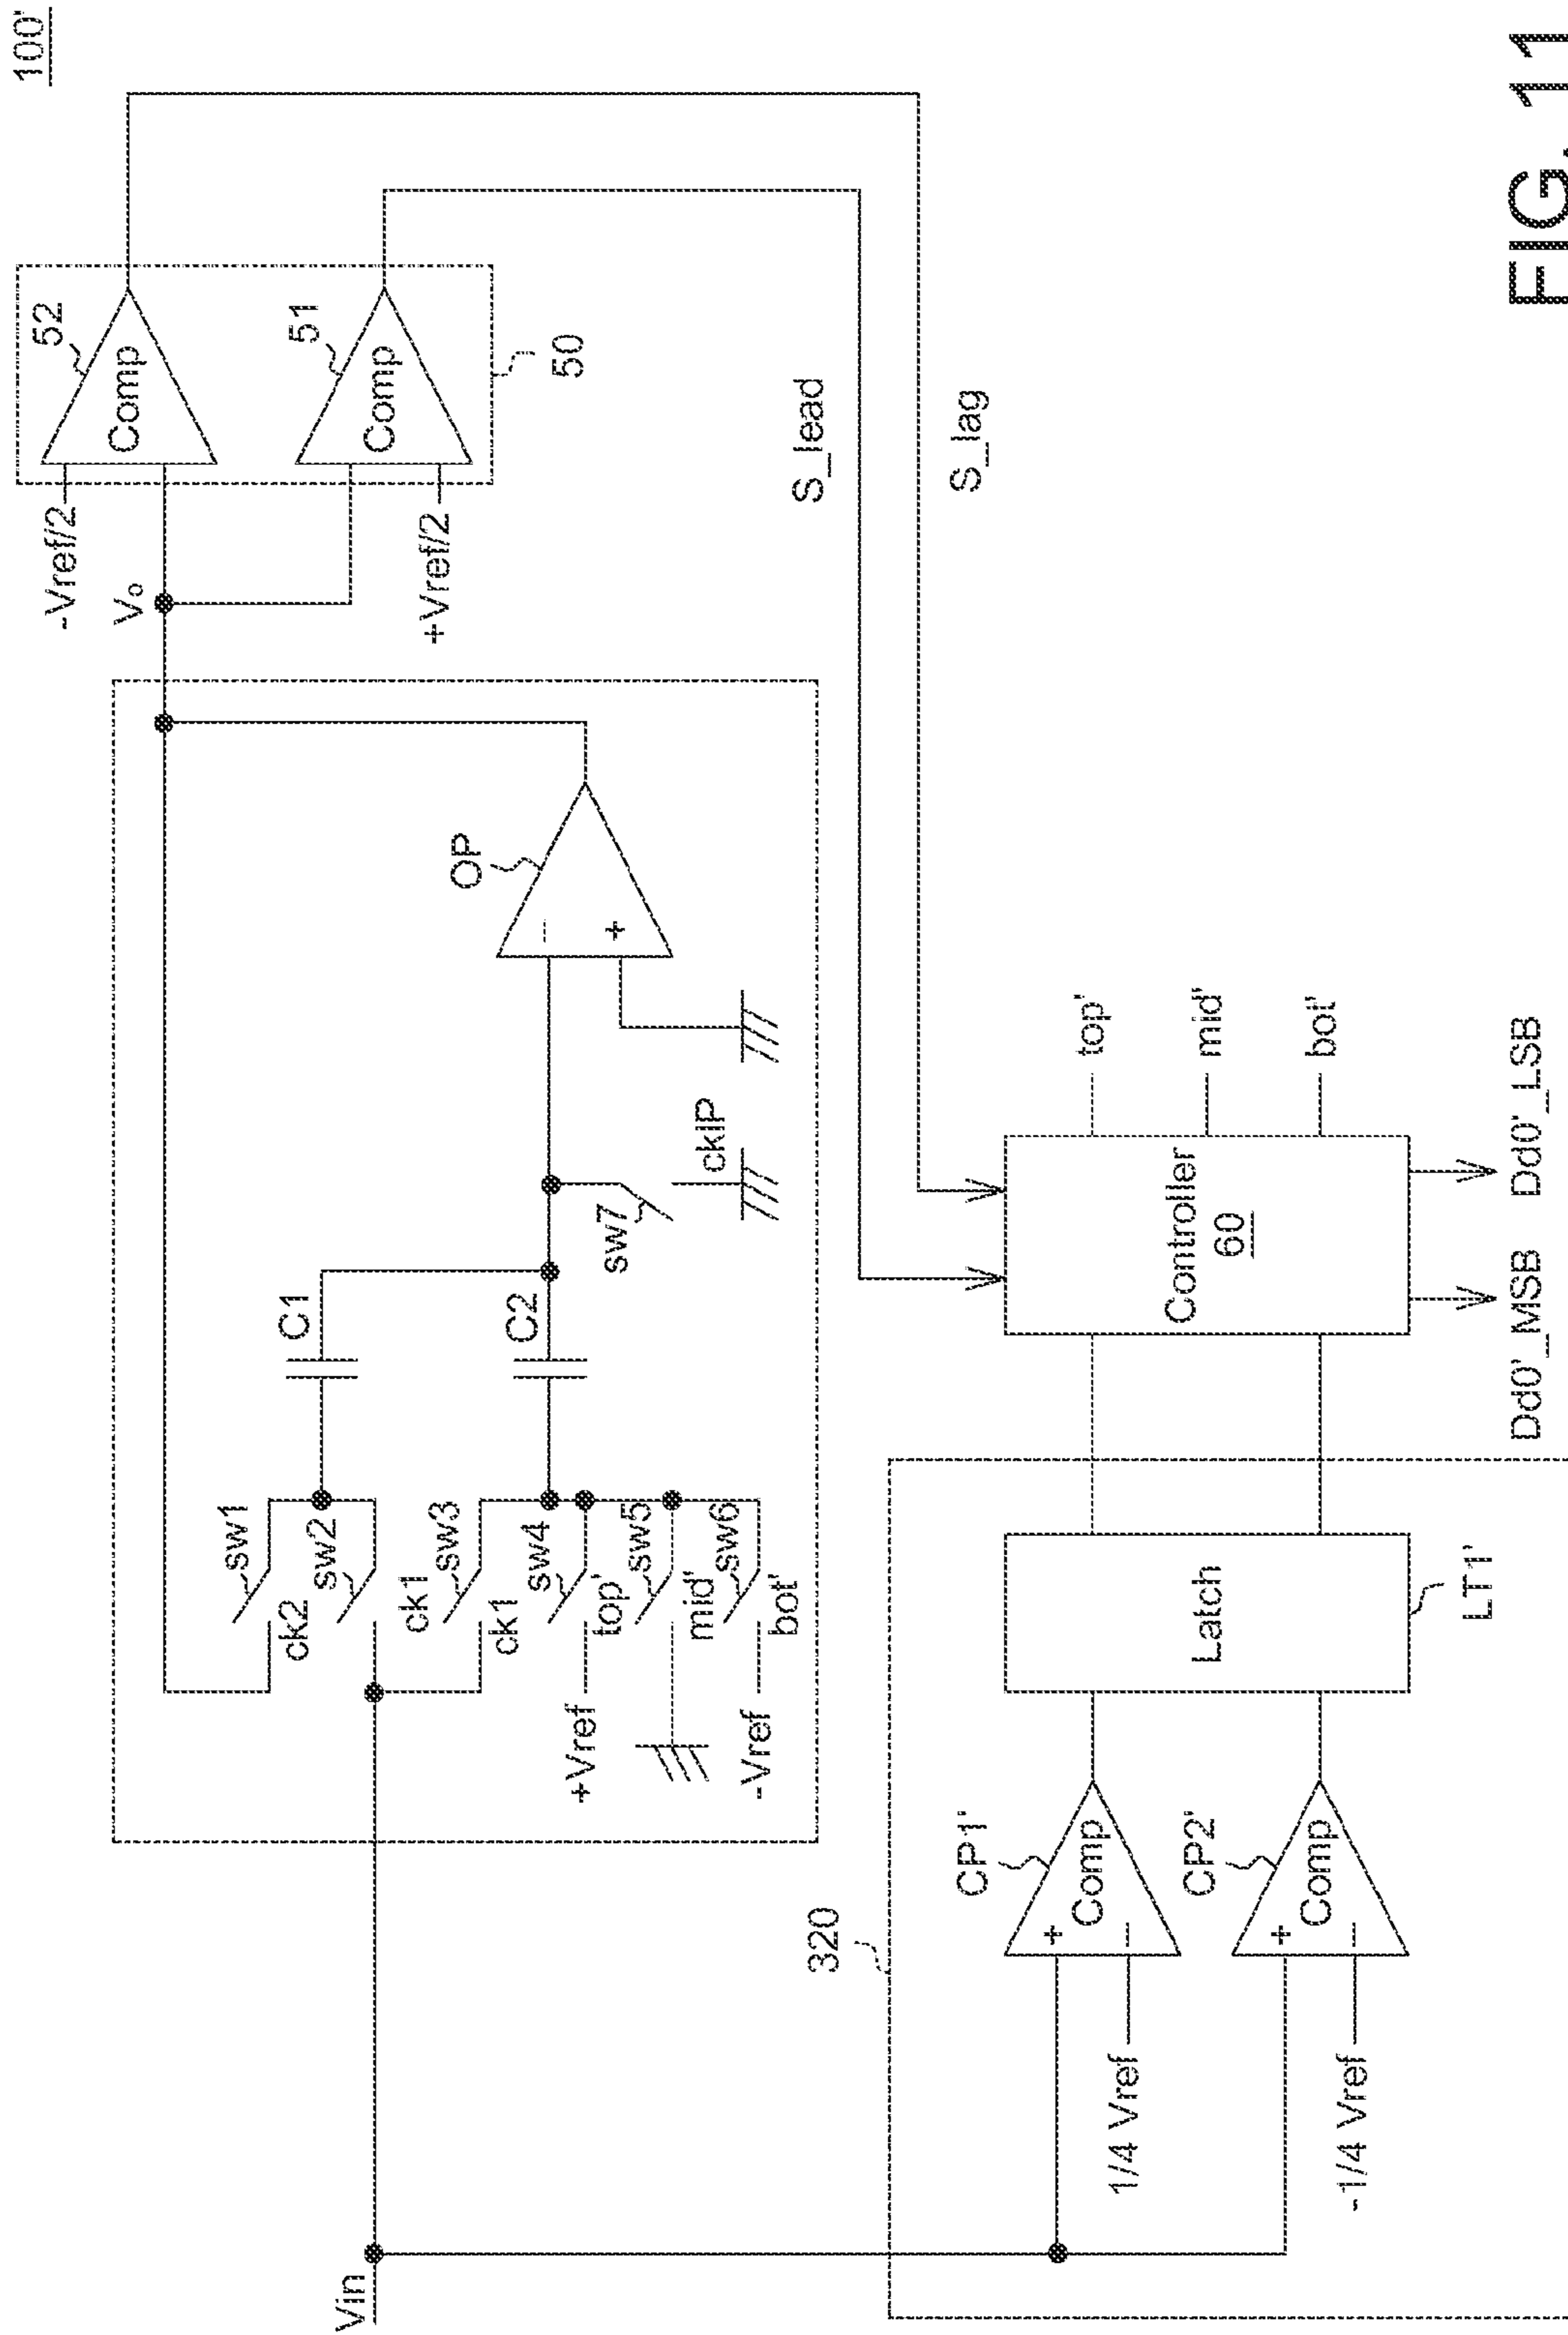 100'
Vin
sw1
ck2
sw2
ck1
sw3
ck1
sw4
+Vref
top'
sw5
mid'
sw6
-Vref
bot'
C1
C2
sw7
ckIP
OP
-
+
Vo
-Vref/2
52
Comp
51
Comp
+Vref/2
50
S_lead
S_lag
320
CP1'
+
Comp
-
1/4 Vref
CP2'
+
Comp
-
-1/4 Vref
Latch
LT1'
Controller
60
top'
mid'
bot'
Dd0'_MSB
Dd0'_LSB
FIG. 11